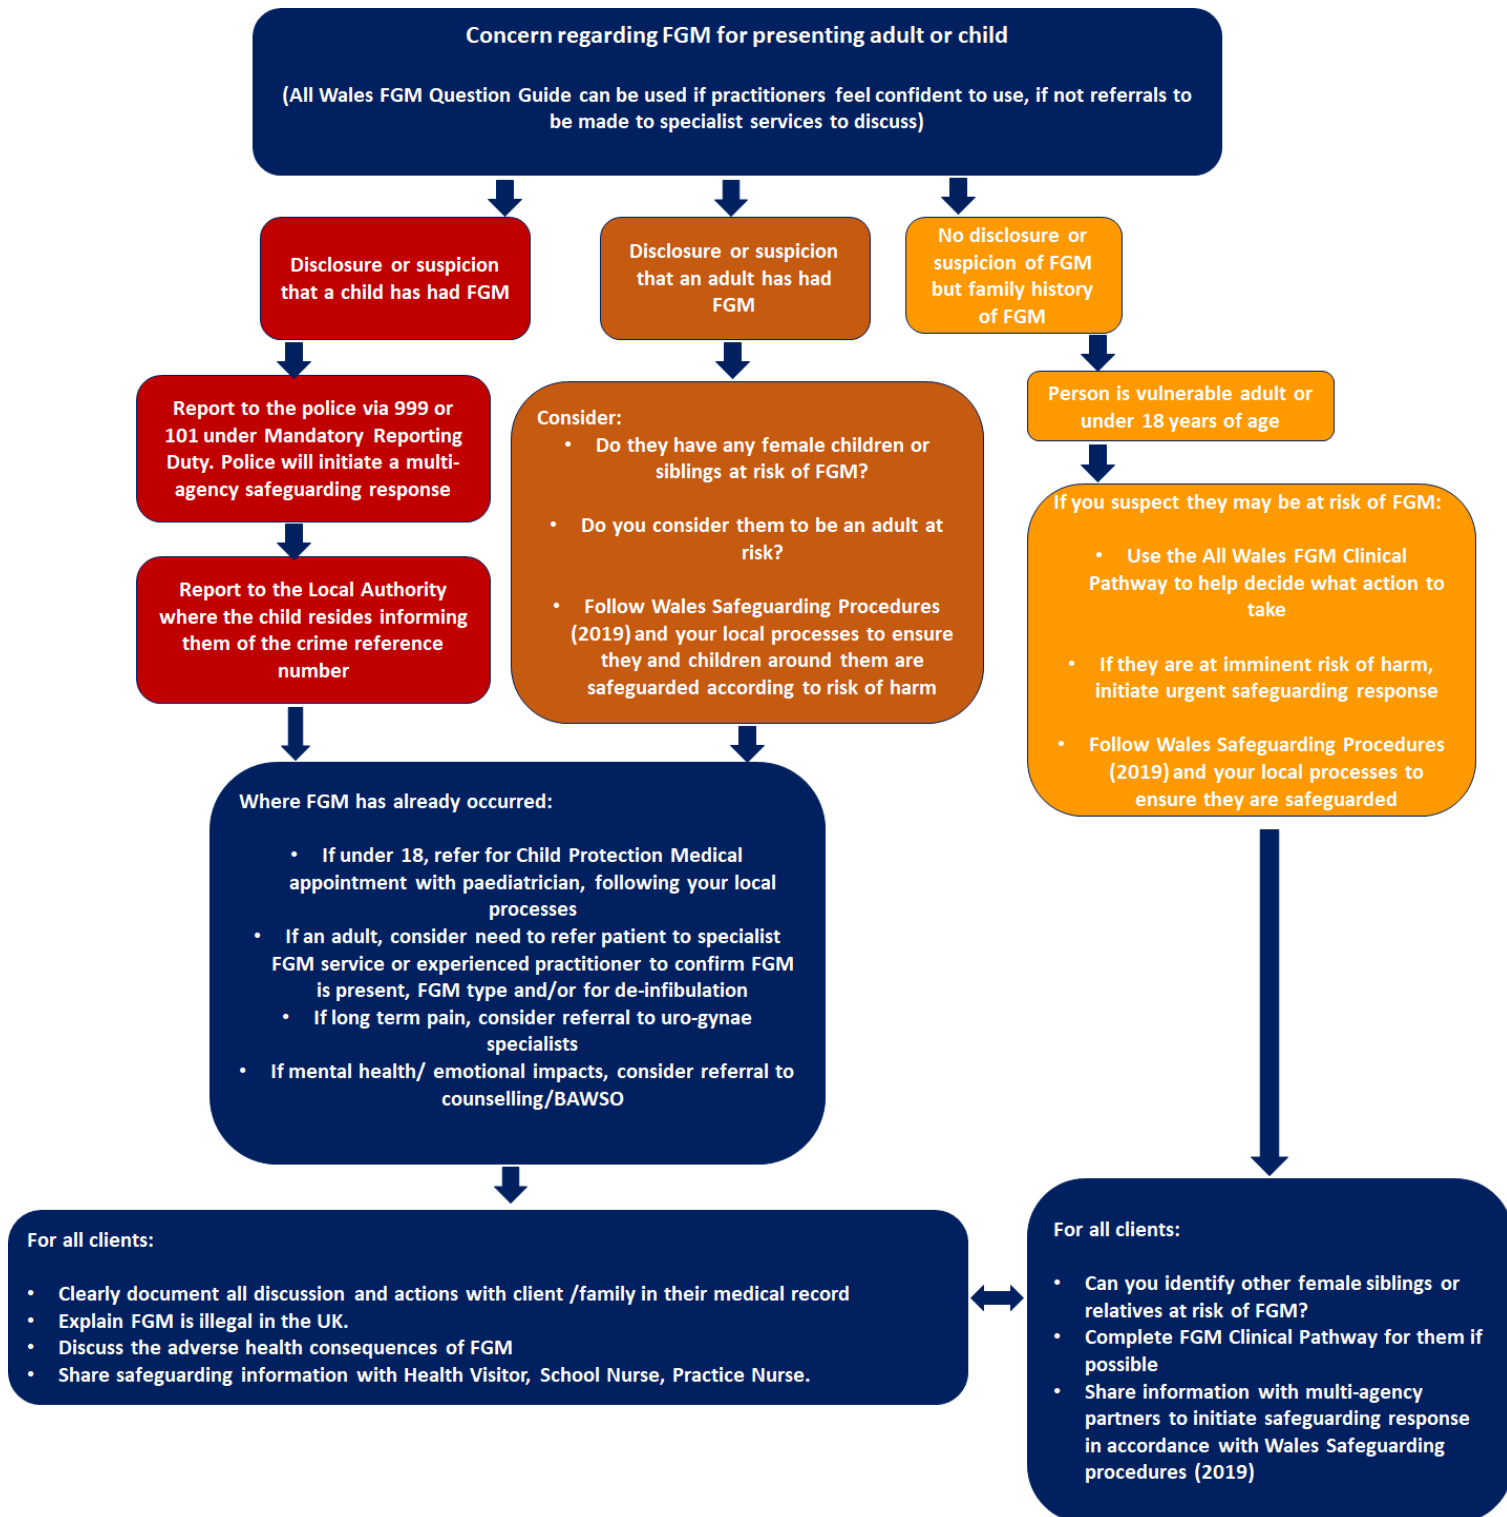 Concern regarding FGM for presenting adult or child
(All Wales FGM Question Guide can be used if practitioners feel confident to use, if not referrals to
be made to specialist services to discuss)
Disclosure or suspicion
that a child has had FGM
Disclosure or suspicion
that an adult has had
FGM
No disclosure or
suspicion of FGM
but family history
of FGM
Report to the police via 999 or
101 under Mandatory Reporting
Duty. Police will initiate a multi-
agency safeguarding response
Report to the Local Authority
where the child resides informing
them of the crime reference
number
Consider:
• Do they have any female children or
siblings at risk of FGM?
• Do you consider them to be an adult at
risk?
• Follow Wales Safeguarding Procedures
(2019) and your local processes to ensure
they and children around them are
safeguarded according to risk of harm
Person is vulnerable adult or
under 18 years of age
If you suspect they may be at risk of FGM:
• Use the All Wales FGM Clinical
Pathway to help decide what action to
take
• If they are at imminent risk of harm,
initiate urgent safeguarding response
• Follow Wales Safeguarding Procedures
(2019) and your local processes to
ensure they are safeguarded
Where FGM has already occurred:
• If under 18, refer for Child Protection Medical
appointment with paediatrician, following your local
processes
• If an adult, consider need to refer patient to specialist
FGM service or experienced practitioner to confirm FGM
is present, FGM type and/or for de-infibulation
• If long term pain, consider referral to uro-gynae
specialists
• If mental health/ emotional impacts, consider referral to
counselling/BAWSO
For all clients:
• Clearly document all discussion and actions with client /family in their medical record
• Explain FGM is illegal in the UK.
• Discuss the adverse health consequences of FGM
• Share safeguarding information with Health Visitor, School Nurse, Practice Nurse.
For all clients:
• Can you identify other female siblings or
relatives at risk of FGM?
• Complete FGM Clinical Pathway for them if
possible
• Share information with multi-agency
partners to initiate safeguarding response
in accordance with Wales Safeguarding
procedures (2019)